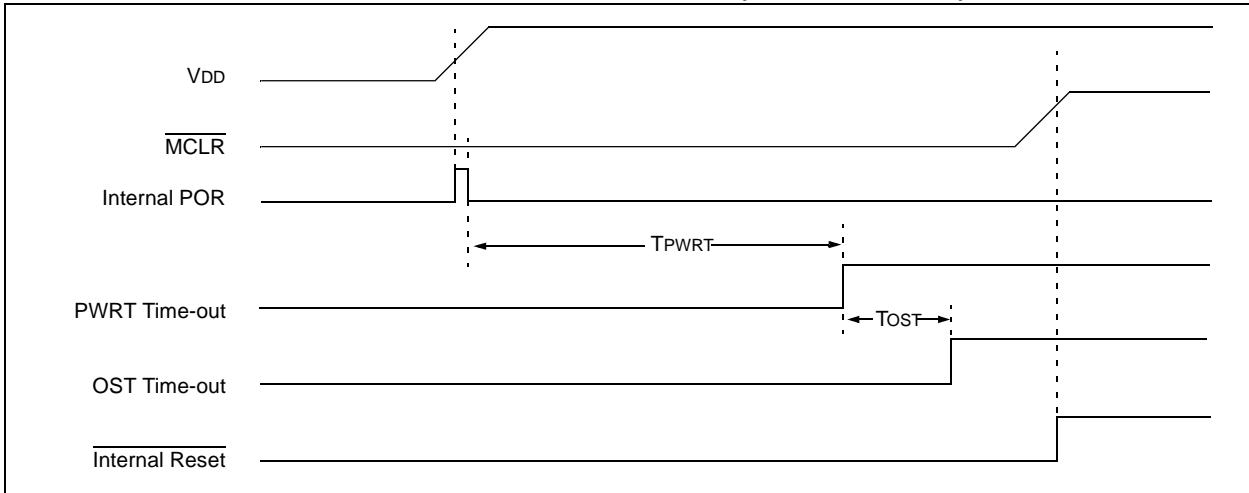 VDD
MCLR
Internal POR
TPWRT
PWRT Time-out
TOST
OST Time-out
Internal Reset